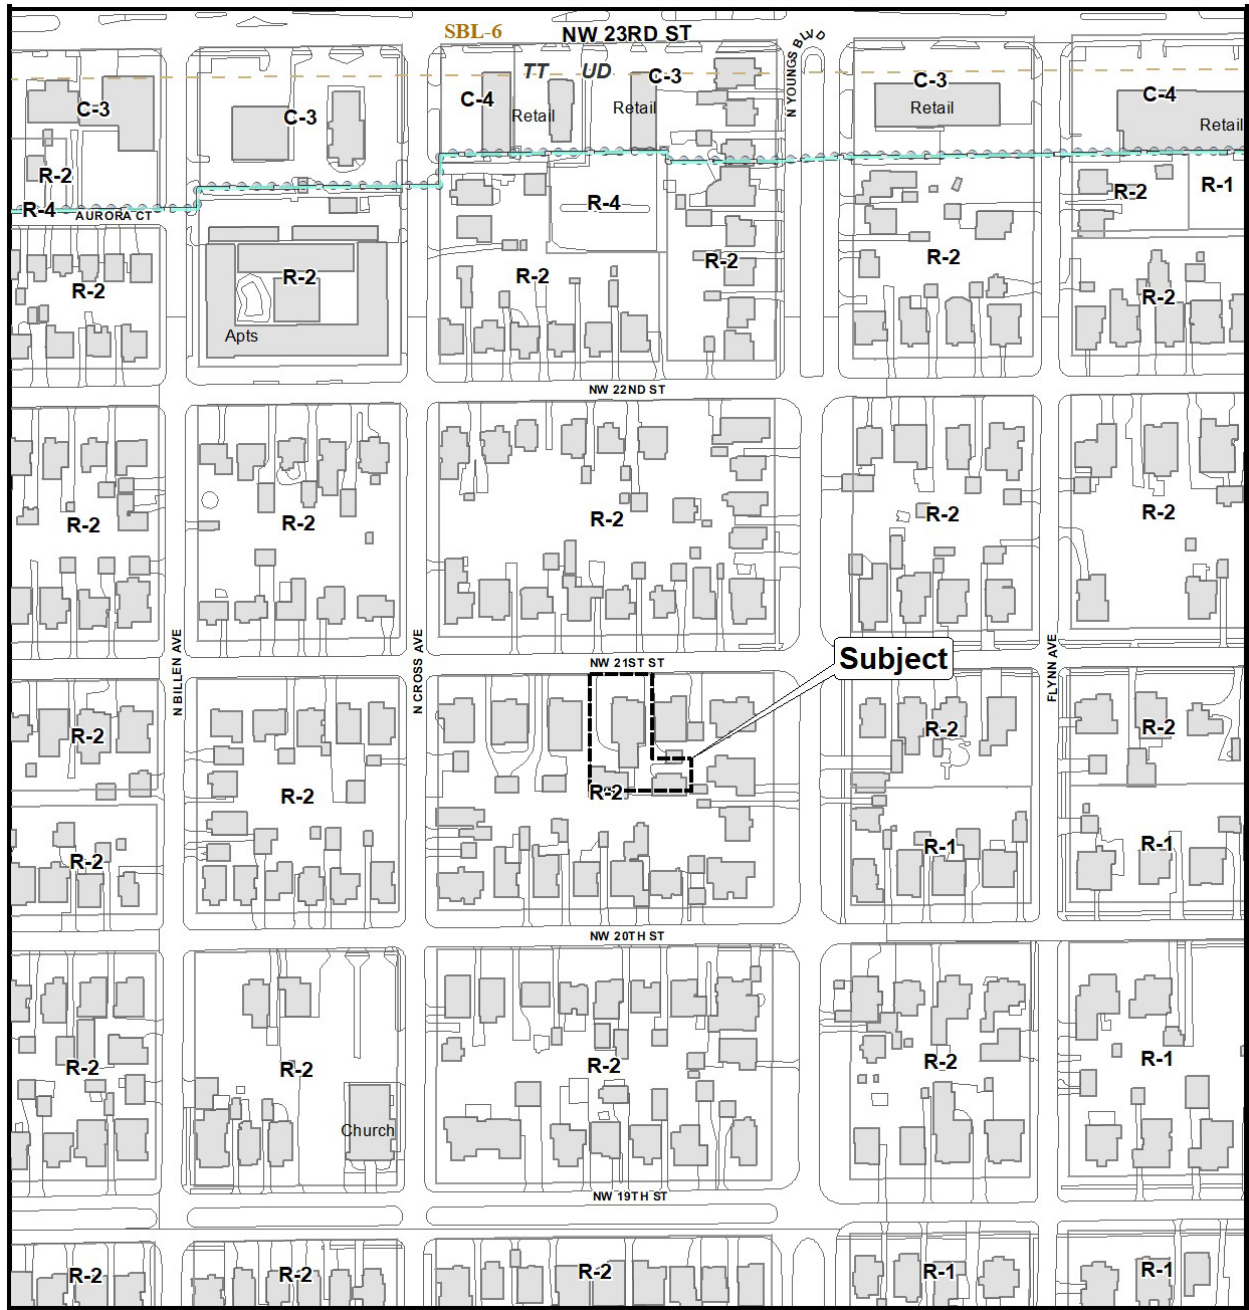 SBL-6
NW 23RD ST
N YOUNGS BLVD
TT UD
C-3
C-3
C-4
Retail
Retail
C-3
C-3
Retail
C-4
Retail
R-2
R-4
AURORA CT
R-4
R-2
R-1
R-2
R-2
Apts
R-2
R-2
R-2
R-2
NW 22ND ST
R-2
R-2
R-2
R-2
R-2
N BILLEN AVE
N CROSS AVE
NW 21ST ST
Subject
FLYNN AVE
R-2
R-2
R-2
R-2
R-2
R-2
R-1
R-1
NW 20TH ST
R-2
R-2
Church
R-2
R-2
R-1
NW 19TH ST
R-2
R-2
R-2
R-1
R-1